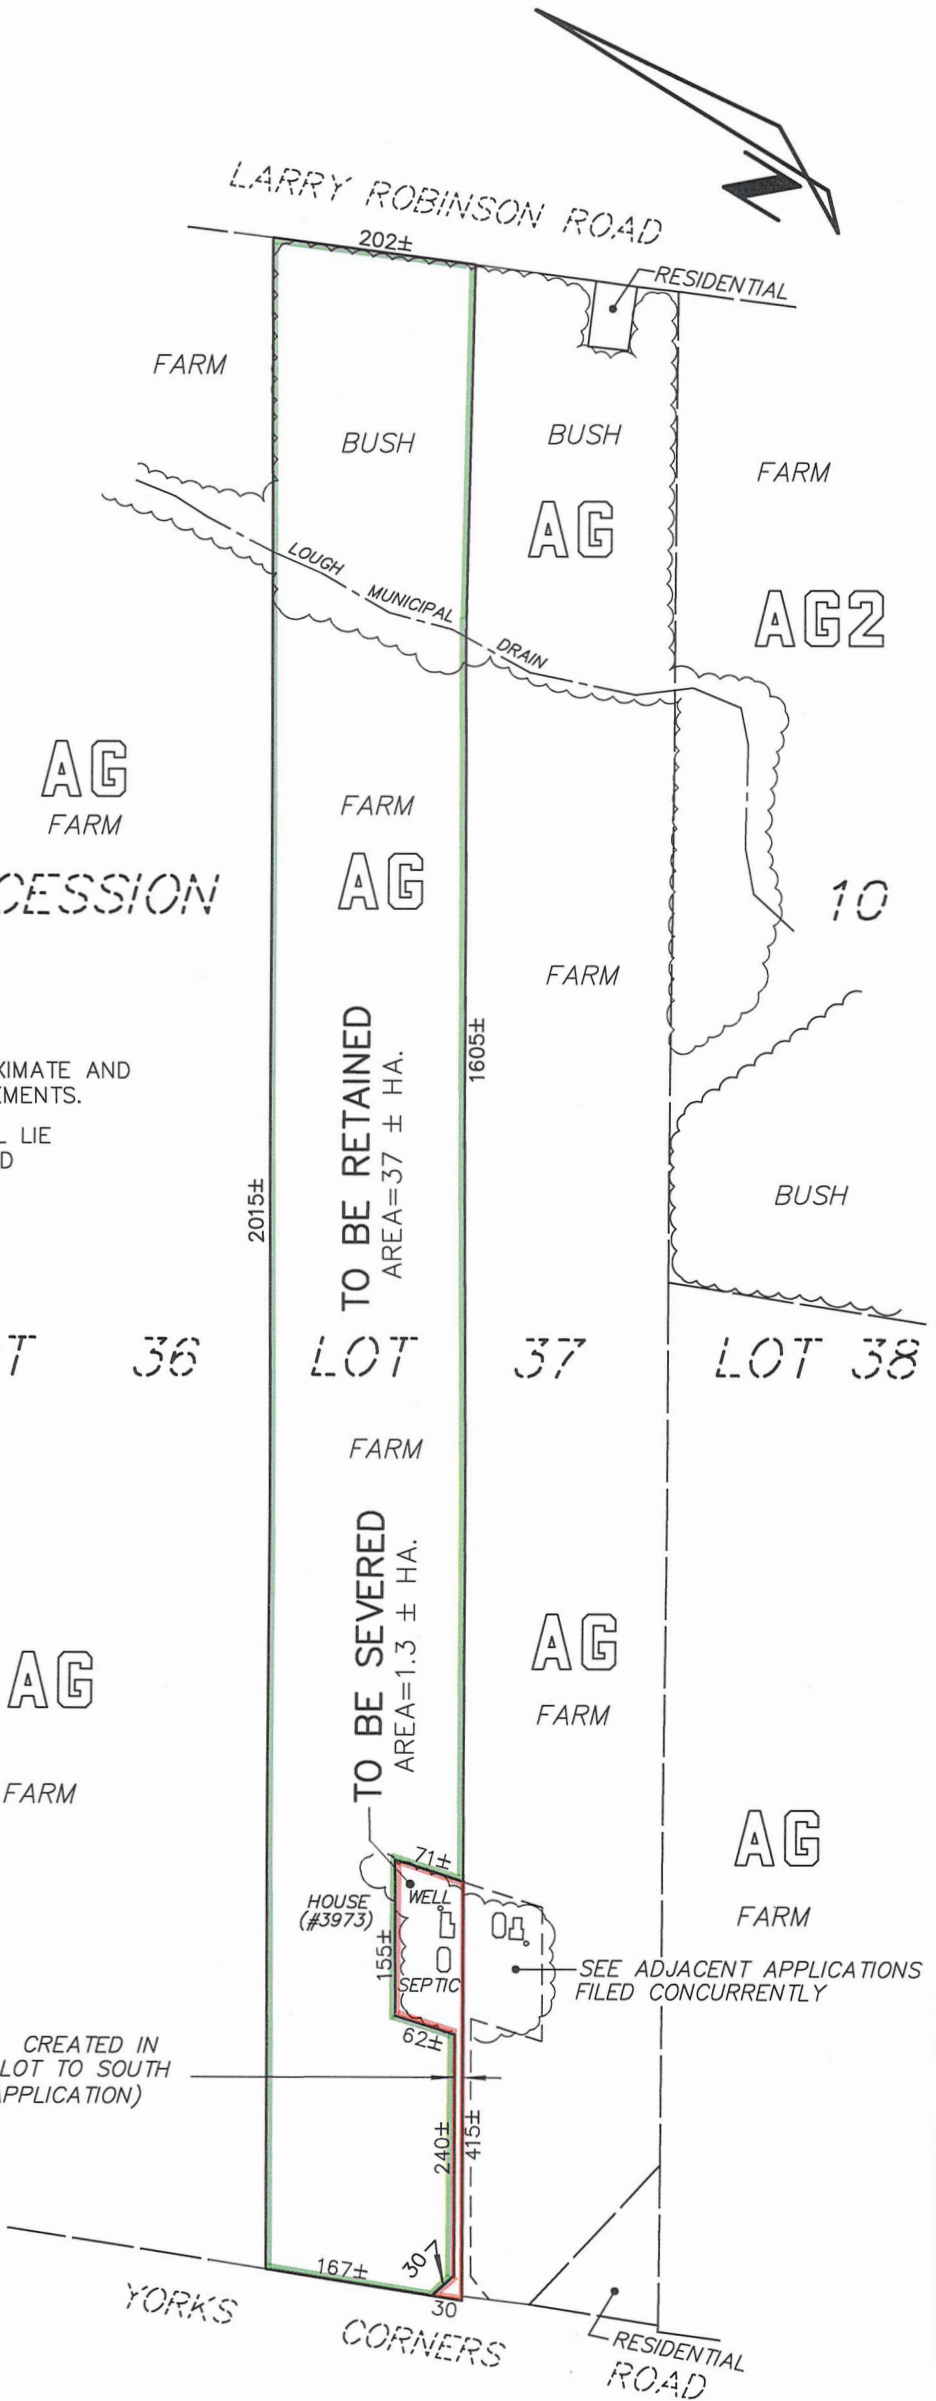 N
LARRY ROBINSON ROAD
202±
RESIDENTIAL
FARM
BUSH
BUSH
FARM
AG
LOUGH MUNICIPAL DRAIN
AG2
AG
FARM
FARM
AG
CESSION
10
FARM
TO BE RETAINED
AREA=37 ± HA.
1605±
XIMATE AND
EMENTS.
L LIE
D
2015±
BUSH
T 36 LOT 37 LOT 38
FARM
TO BE SEVERED
AREA=1.3 ± HA.
AG
FARM
AG
FARM
AG
FARM
71±
HOUSE
(#3973)
WELL
155±
SEPTIC
SEE ADJACENT APPLICATIONS
FILED CONCURRENTLY
62±
CREATED IN
LOT TO SOUTH
APPLICATION)
240±
415±
167±
30
30
YORKS CORNERS ROAD
RESIDENTIAL